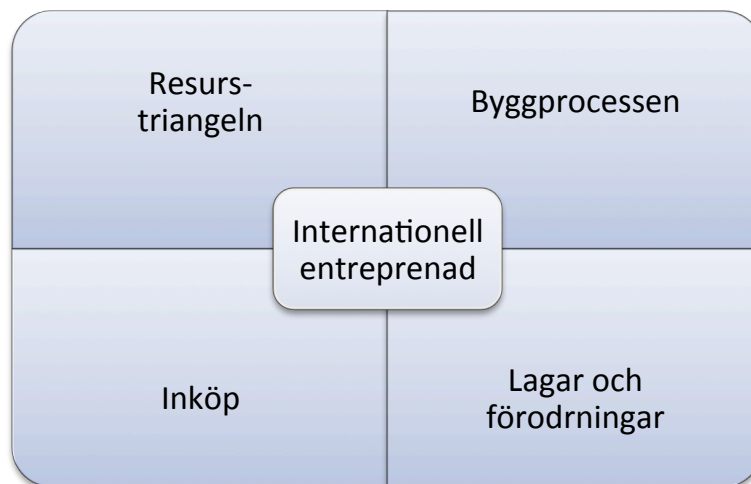 Resurs-
triangeln
Byggprocessen
Internationell
entreprenad
Inköp
Lagar och
förodrningar